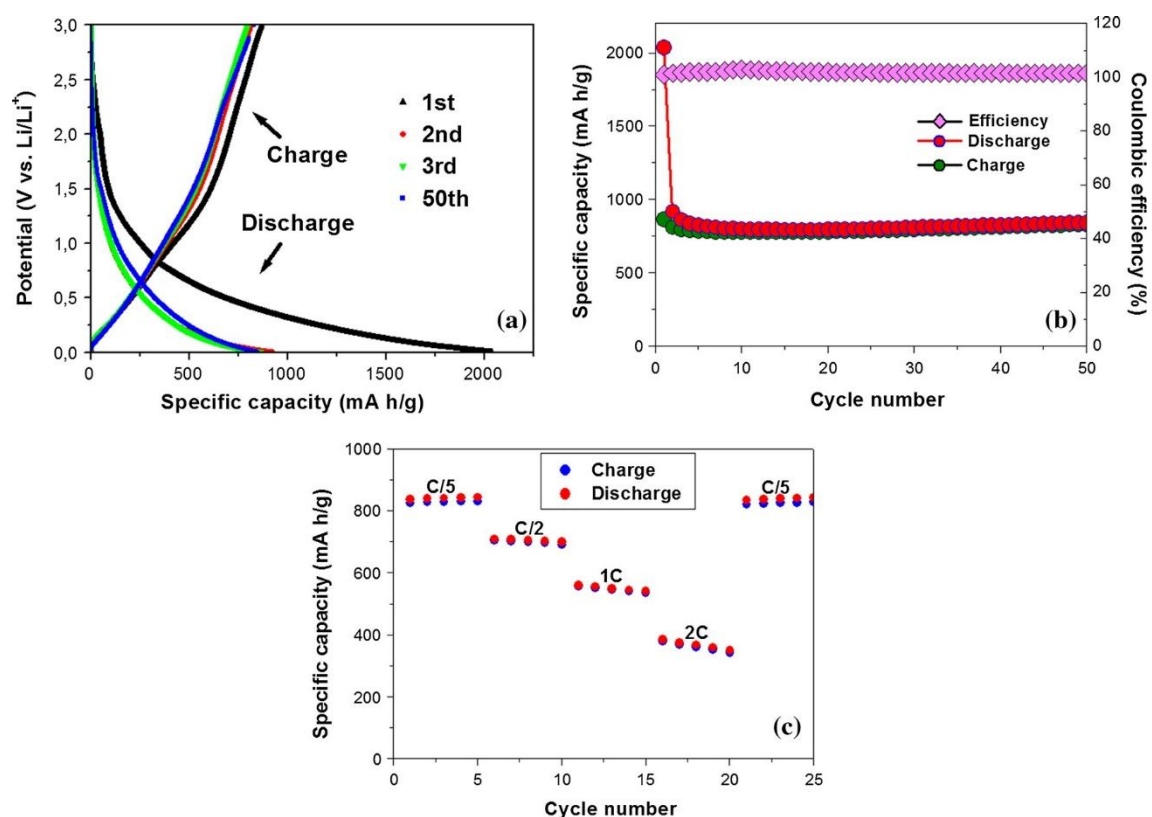 3,0
2,5
2,0
1,5
1,0
0,5
0,0
Potential (V vs. Li/Li⁺)
0 500 1000 1500 2000
Specific capacity (mA h/g)
1st
2nd
3rd
50th
Charge
Discharge
(a)
2000
1750
1500
1250
1000
750
500
250
0
Specific capacity (mA h/g)
Efficiency
Discharge
Charge
(b)
120
100
80
60
40
20
0
Coulombic efficiency (%)
0 10 20 30 40 50
Cycle number
1000
800
600
400
200
0
Specific capacity (mA h/g)
Charge
Discharge
C/5
C/2
1C
2C
C/5
(c)
0 5 10 15 20 25
Cycle number